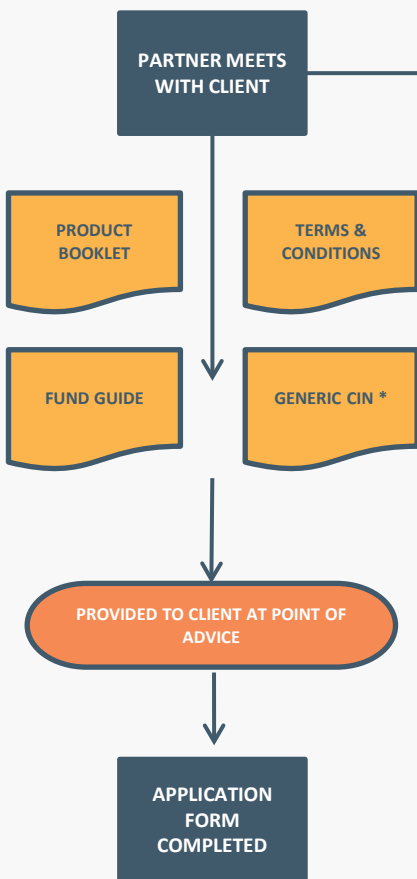 PARTNER MEETS
WITH CLIENT
PRODUCT
BOOKLET
TERMS &
CONDITIONS
FUND GUIDE
GENERIC CIN *
PROVIDED TO CLIENT AT POINT OF
ADVICE
APPLICATION
FORM
COMPLETED